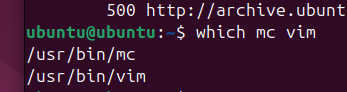 500 http://archive.ubunt
ubuntu@ubuntu:~$ which mc vim
/usr/bin/mc
/usr/bin/vim